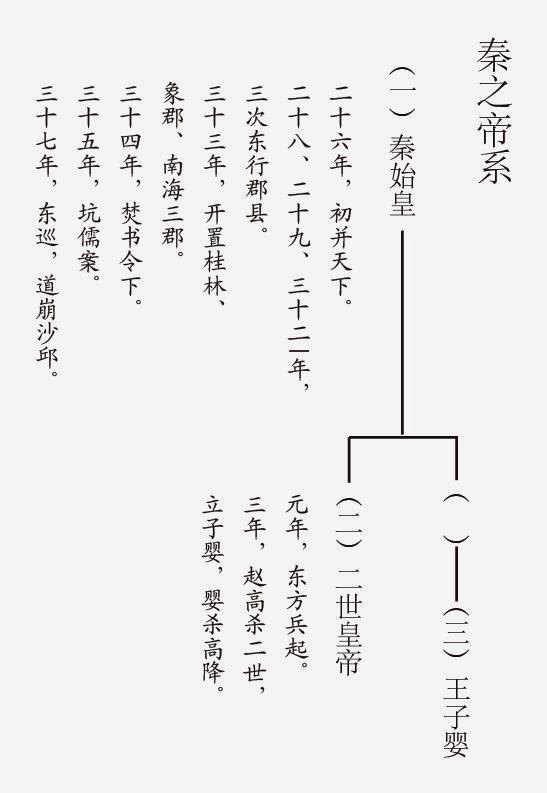 秦之帝系
（一）秦始皇
二十六年，初并天下。
二十八、二十九、三十二年，
三次东行郡县。
三十三年，开置桂林、
象郡、南海三郡。
三十四年，焚书令下。
三十五年，坑儒案。
三十七年，东巡，道崩沙邱。
（ ）
（三）王子婴
（二）二世皇帝
元年，东方兵起。
三年，赵高杀二世，
立子婴，婴杀高降。